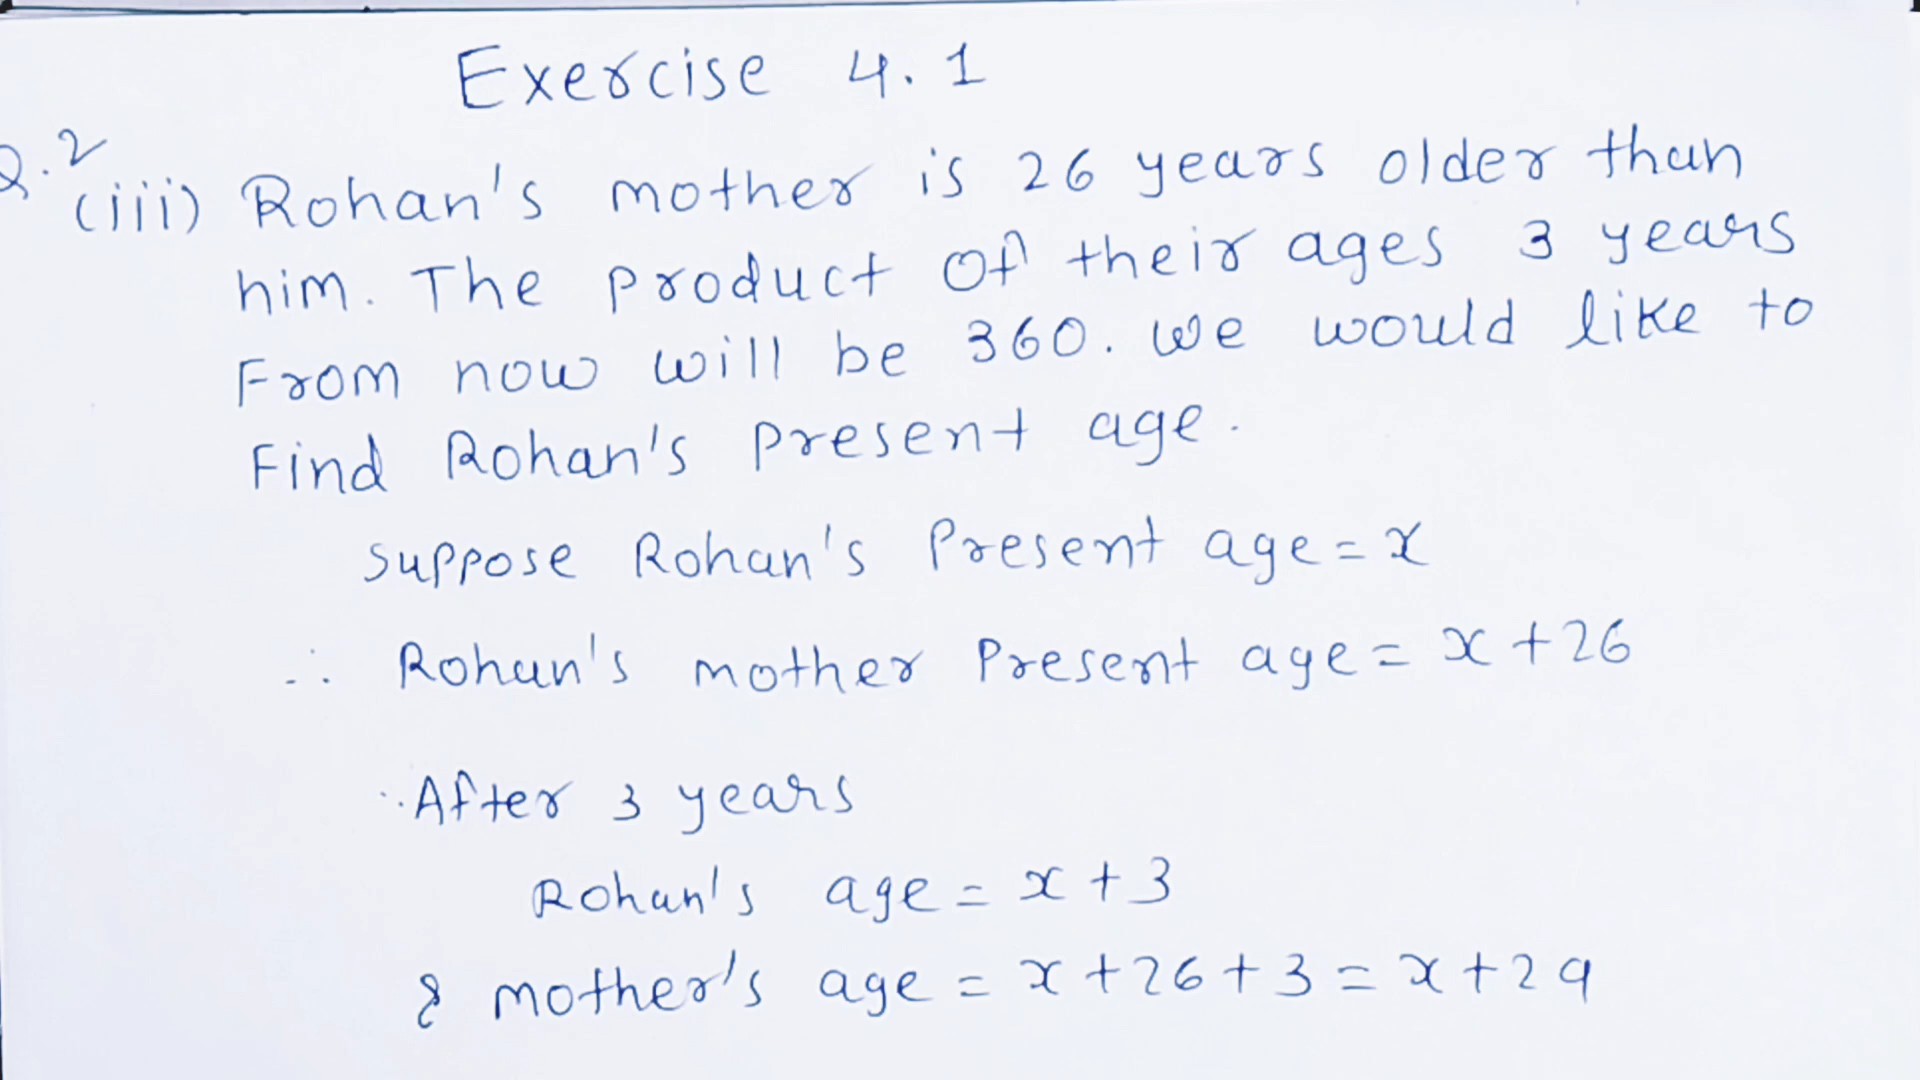 Exercise 4.1
Q.2
(iii) Rohan's mother is 26 years older than
him. The product of their ages 3 years
From now will be 360. we would like to
Find Rohan's present age.
suppose Rohan's Present age = x
∴ Rohan's mother Present age = x + 26
∴ After 3 years
Rohan's age = x + 3
& mother's age = x + 26 + 3 = x + 29